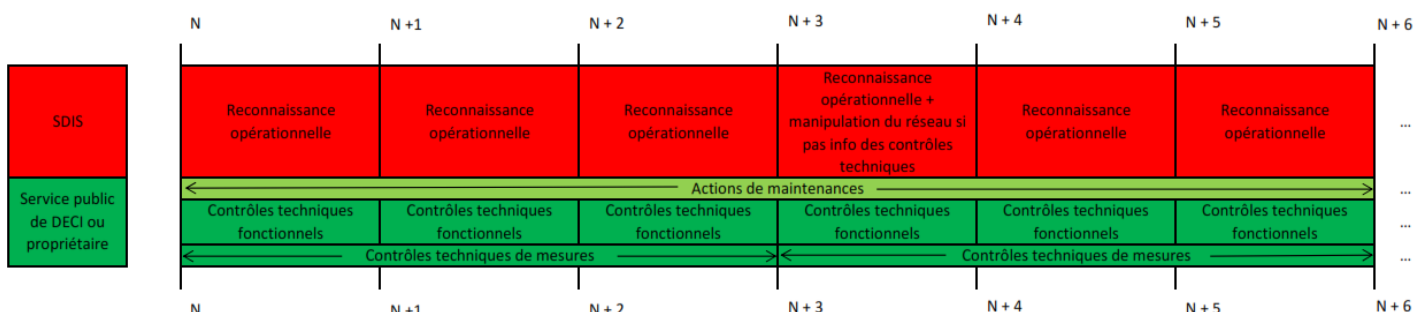 N N +1 N + 2 N + 3 N + 4 N + 5 N + 6
SDIS
Reconnaissance
opérationnelle
Reconnaissance
opérationnelle
Reconnaissance
opérationnelle
Reconnaissance
opérationnelle +
manipulation du réseau si
pas info des contrôles
techniques
Reconnaissance
opérationnelle
Reconnaissance
opérationnelle
...
Service public
de DECI ou
propriétaire
Actions de maintenances
...
Contrôles techniques
fonctionnels
Contrôles techniques
fonctionnels
Contrôles techniques
fonctionnels
Contrôles techniques
fonctionnels
Contrôles techniques
fonctionnels
Contrôles techniques
fonctionnels
...
Contrôles techniques de mesures
Contrôles techniques de mesures
...
N N +1 N + 2 N + 3 N + 4 N + 5 N + 6